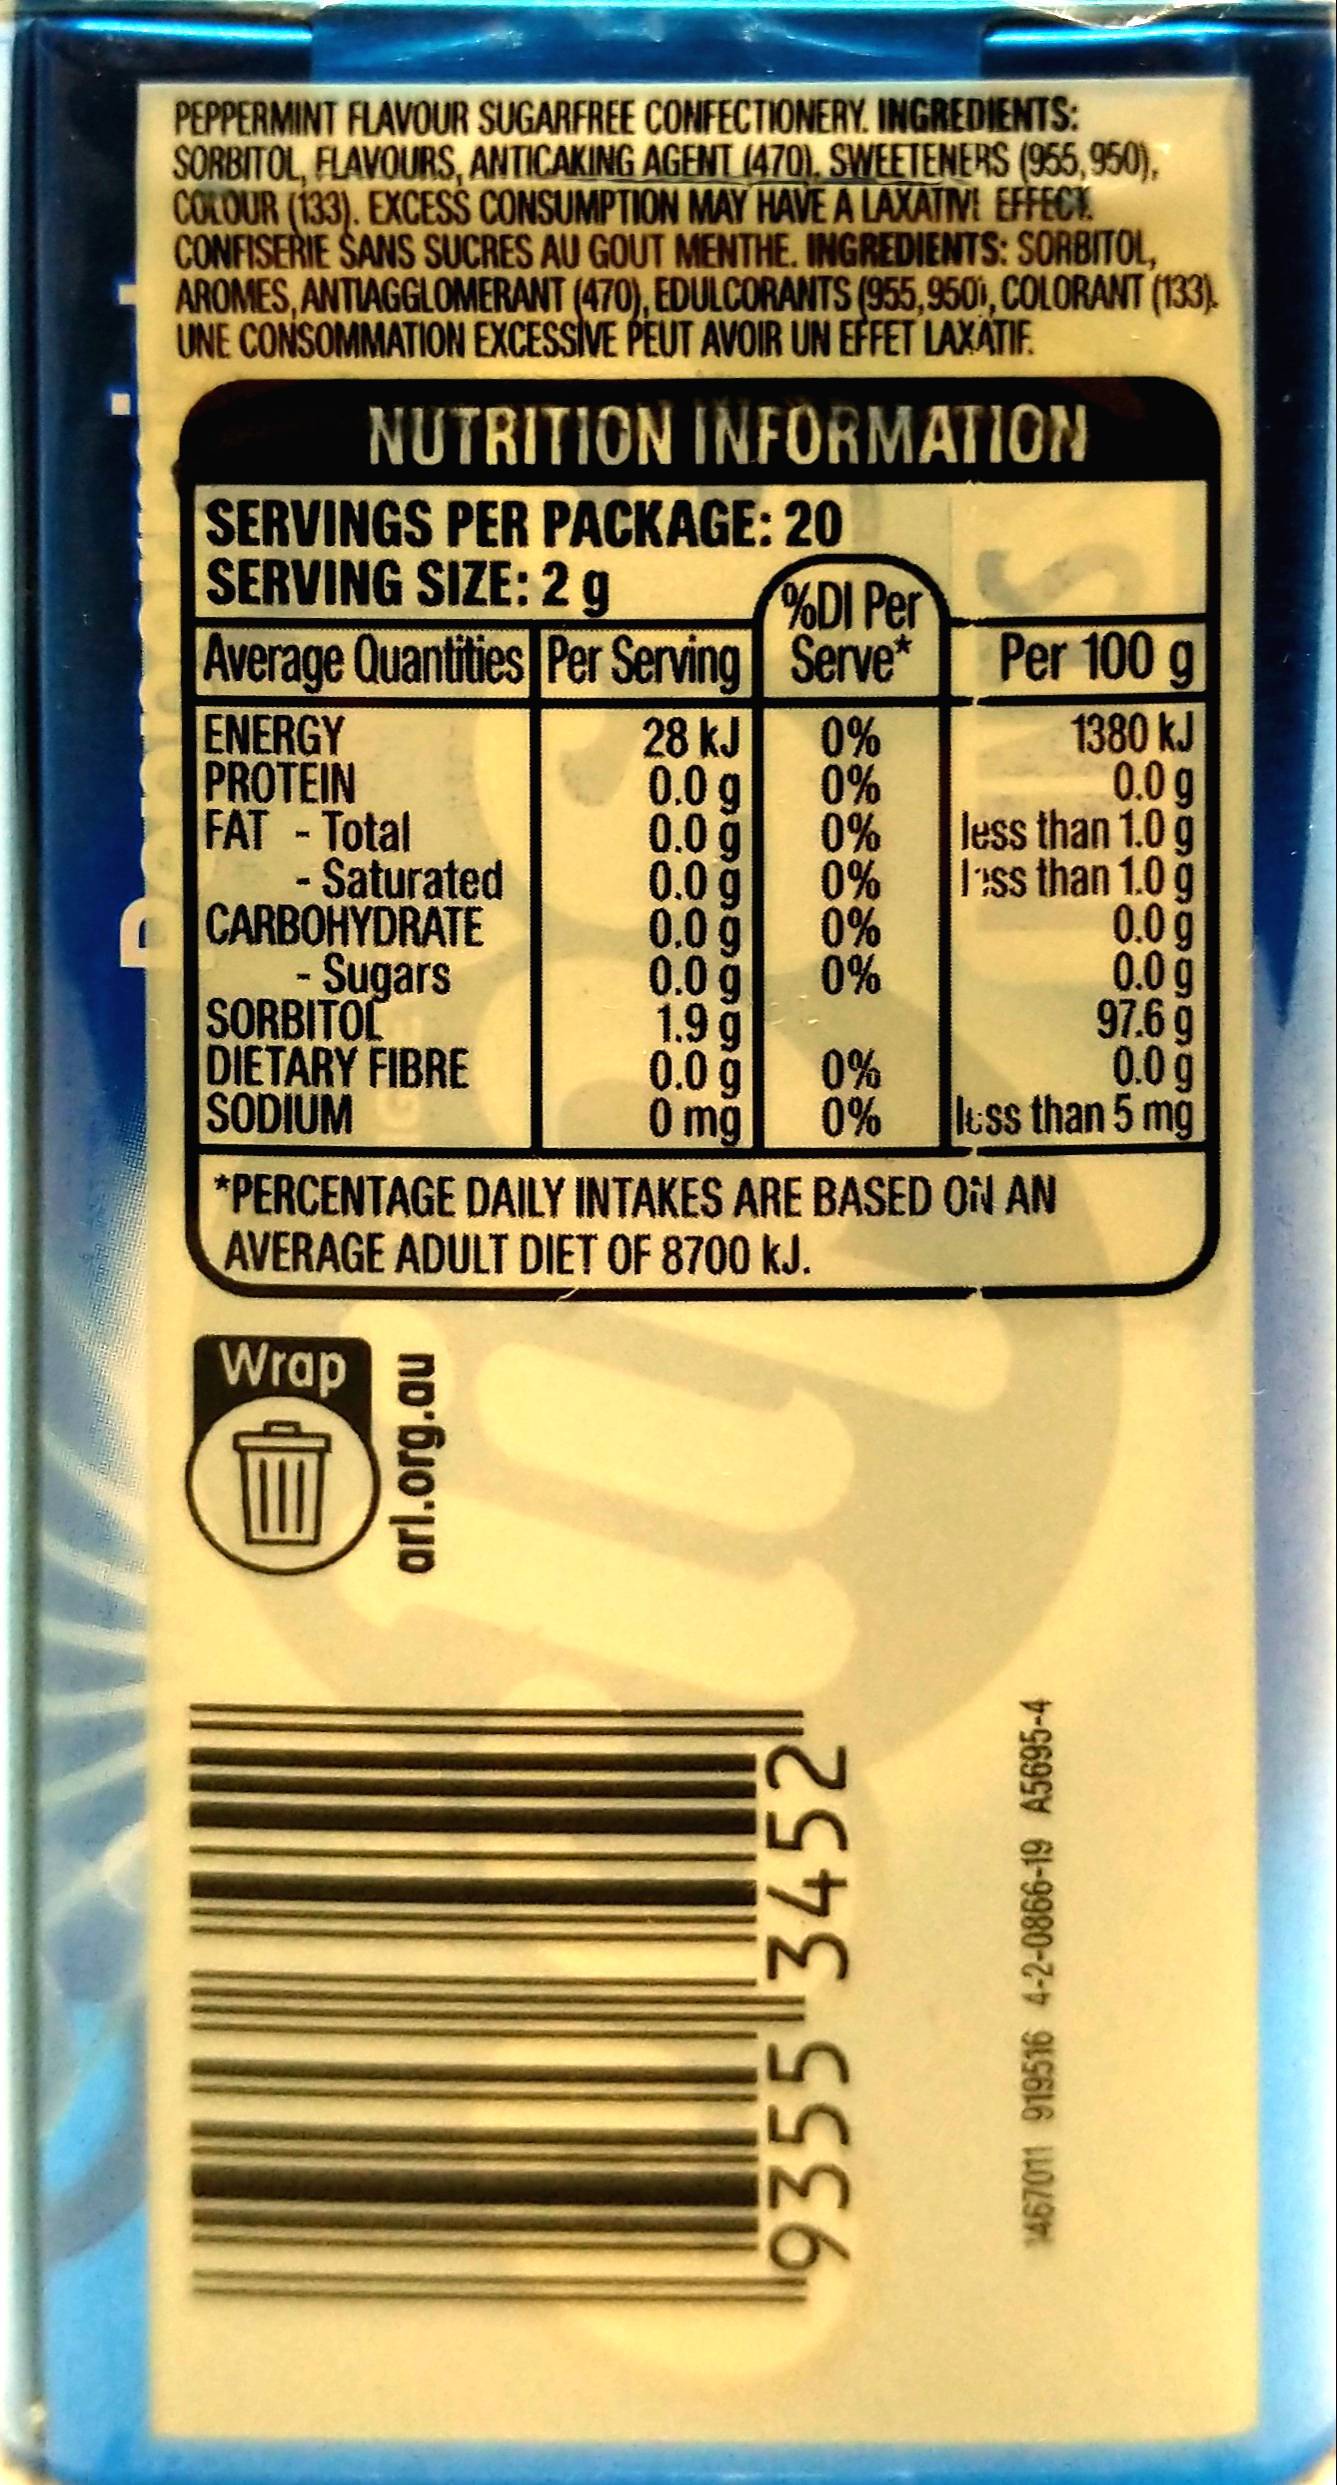 PEPPERMINT FLAVOUR SUGARFREE CONFECTIONERY. INGREDIENTS:
SORBITOL, FLAVOURS, ANTICAKING AGENT (470), SWEETENERS (955, 950),
COLOUR (133). EXCESS CONSUMPTION MAY HAVE A LAXATIVE EFFECT.
CONFISERIE SANS SUCRES AU GOUT MENTHE. INGREDIENTS: SORBITOL,
AROMES, ANTIAGGLOMERANT (470), EDULCORANTS (955, 950), COLORANT (133).
UNE CONSOMMATION EXCESSIVE PEUT AVOIR UN EFFET LAXATIF.
NUTRITION INFORMATION
SERVINGS PER PACKAGE: 20
SERVING SIZE: 2 g
Average Quantities Per Serving %DI Per Serve* Per 100 g
ENERGY 28 kJ 0% 1380 kJ
PROTEIN 0.0 g 0% 0.0 g
FAT - Total 0.0 g 0% less than 1.0 g
- Saturated 0.0 g 0% less than 1.0 g
CARBOHYDRATE 0.0 g 0% 0.0 g
- Sugars 0.0 g 0% 0.0 g
SORBITOL 1.9 g 97.6 g
DIETARY FIBRE 0.0 g 0% 0.0 g
SODIUM 0 mg 0% less than 5 mg
*PERCENTAGE DAILY INTAKES ARE BASED ON AN
AVERAGE ADULT DIET OF 8700 kJ.
Wrap
arl.org.au
9355 3452
919516 4-2-0866-19 A5695-4